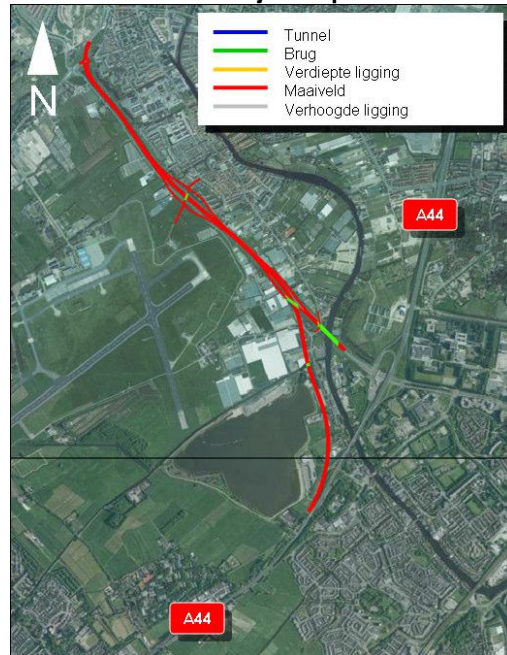 Tunnel
Brug
Verdiepte ligging
Maaiveld
Verhoogde ligging
N
A44
A44